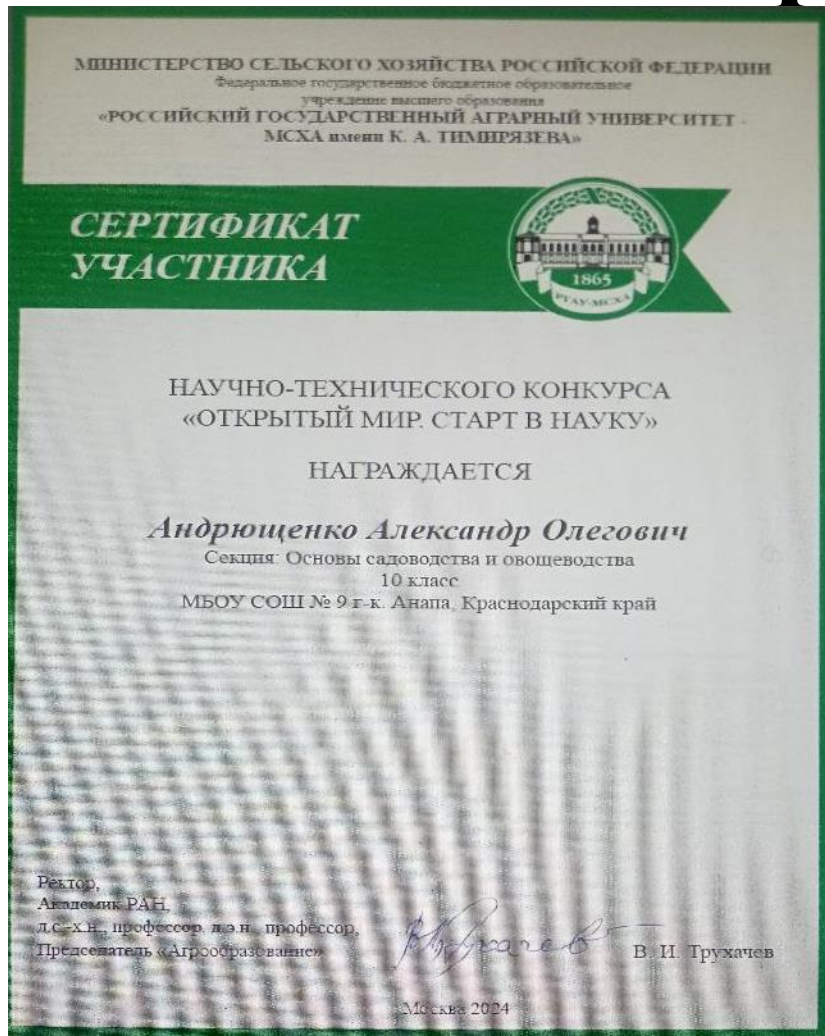 МИНИСТЕРСТВО СЕЛЬСКОГО ХОЗЯЙСТВА РОССИЙСКОЙ ФЕДЕРАЦИИ
Федеральное государственное бюджетное образовательное
учреждение высшего образования
«РОССИЙСКИЙ ГОСУДАРСТВЕННЫЙ АГРАРНЫЙ УНИВЕРСИТЕТ -
МСХА имени К. А. ТИМИРЯЗЕВА»
СЕРТИФИКАТ
УЧАСТНИКА
1865
РГАУ-МСХА
НАУЧНО-ТЕХНИЧЕСКОГО КОНКУРСА
«ОТКРЫТЫЙ МИР. СТАРТ В НАУКУ»
НАГРАЖДАЕТСЯ
Андрющенко Александр Олегович
Секция: Основы садоводства и овощеводства
10 класс
МБОУ СОШ № 9 г-к. Анапа, Краснодарский край
Ректор,
Академик РАН,
д.с.-х.н., профессор, д.э.н., профессор,
Председатель «Агрообразование»
В. И. Трухачев
Москва 2024